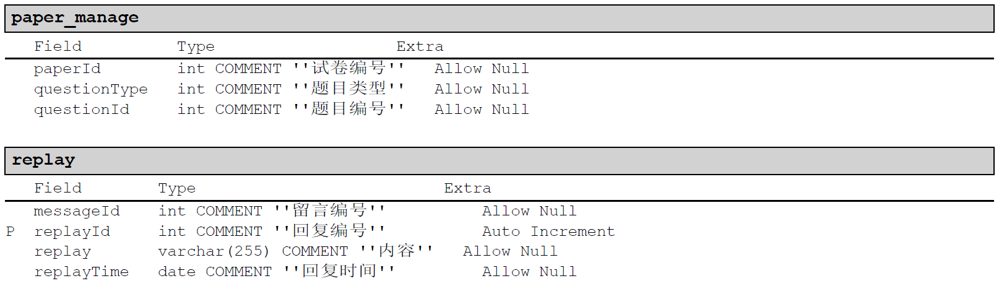 paper_manage
Field Type Extra
paperId int COMMENT ''试卷编号'' Allow Null
questionType int COMMENT ''题目类型'' Allow Null
questionId int COMMENT ''题目编号'' Allow Null
replay
Field Type Extra
messageId int COMMENT ''留言编号'' Allow Null
P replayId int COMMENT ''回复编号'' Auto Increment
replay varchar(255) COMMENT ''内容'' Allow Null
replayTime date COMMENT ''回复时间'' Allow Null